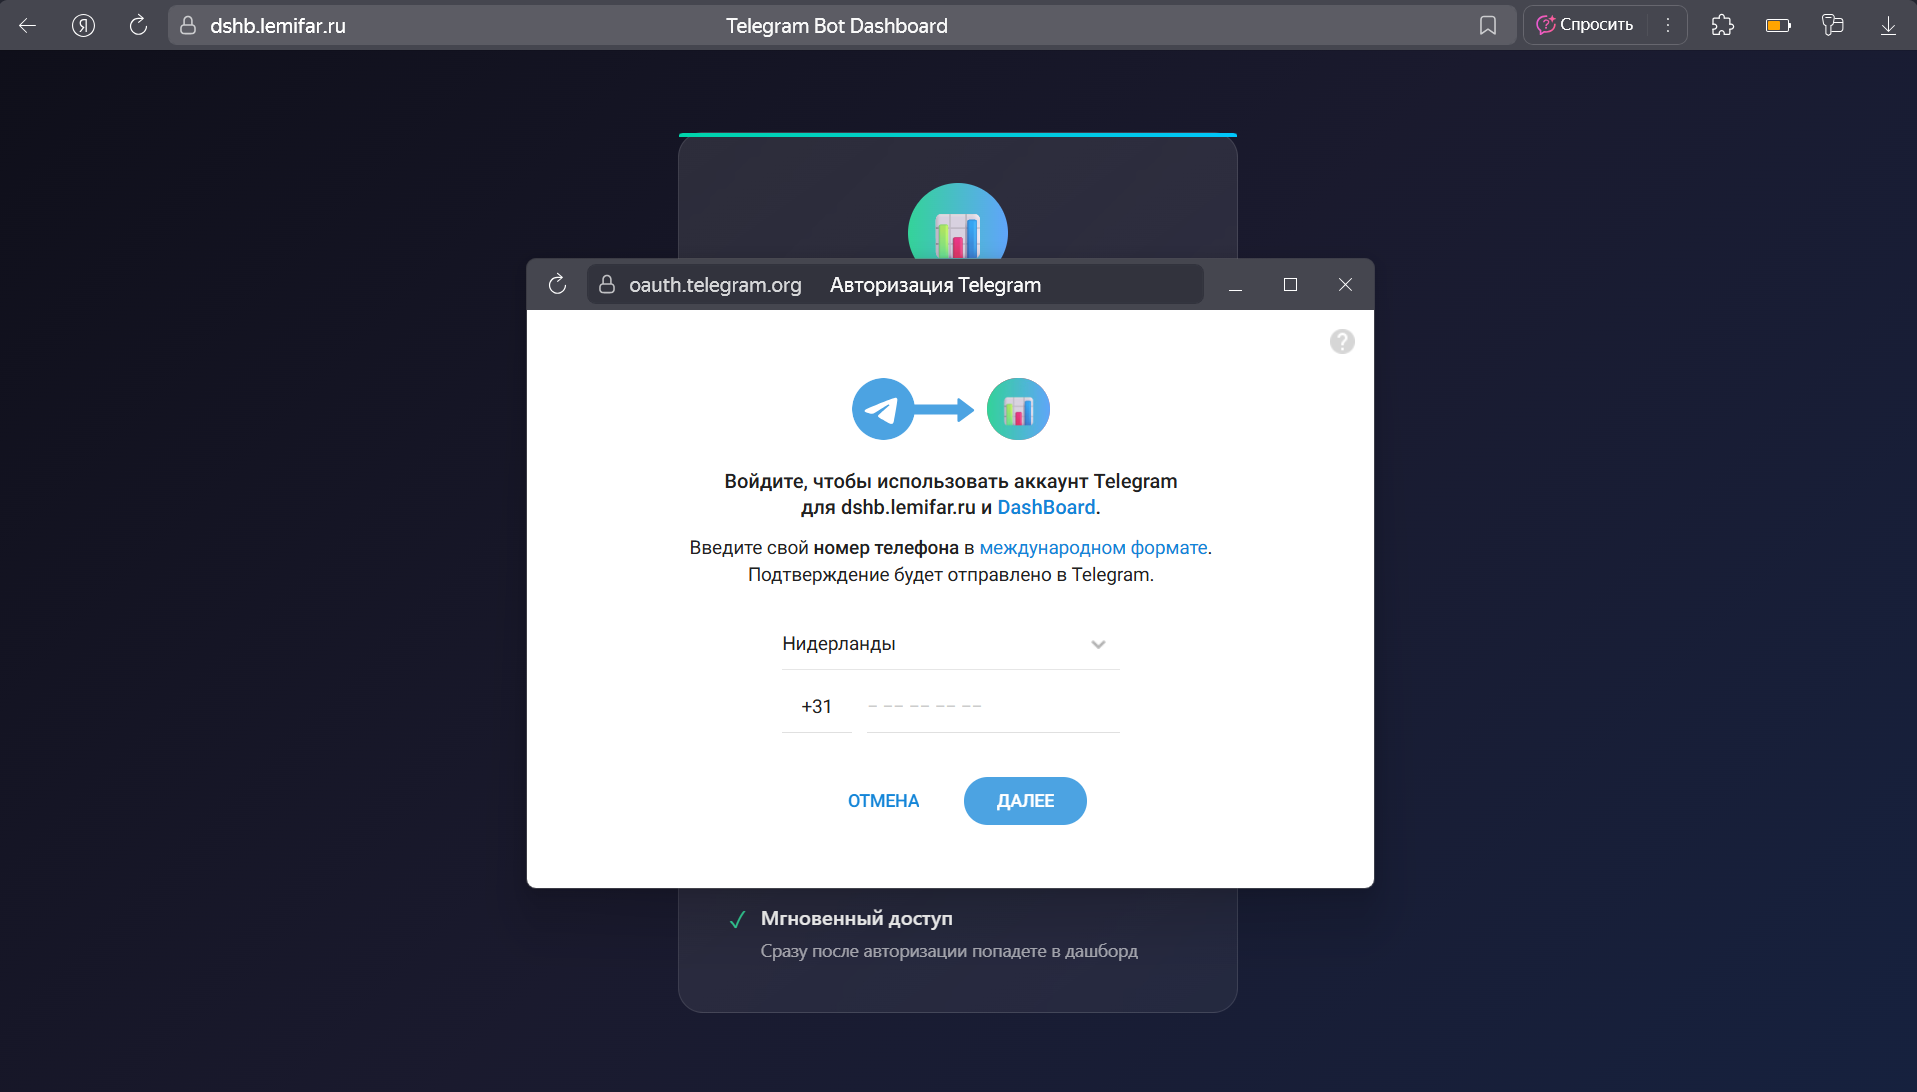 dshb.lemifar.ru
Telegram Bot Dashboard
Спросить
oauth.telegram.org
Авторизация Telegram
Войдите, чтобы использовать аккаунт Telegram
для dshb.lemifar.ru и DashBoard.
Введите свой номер телефона в международном формате.
Подтверждение будет отправлено в Telegram.
Нидерланды
+31
ОТМЕНА
ДАЛЕЕ
✓ Мгновенный доступ
Сразу после авторизации попадете в дашборд